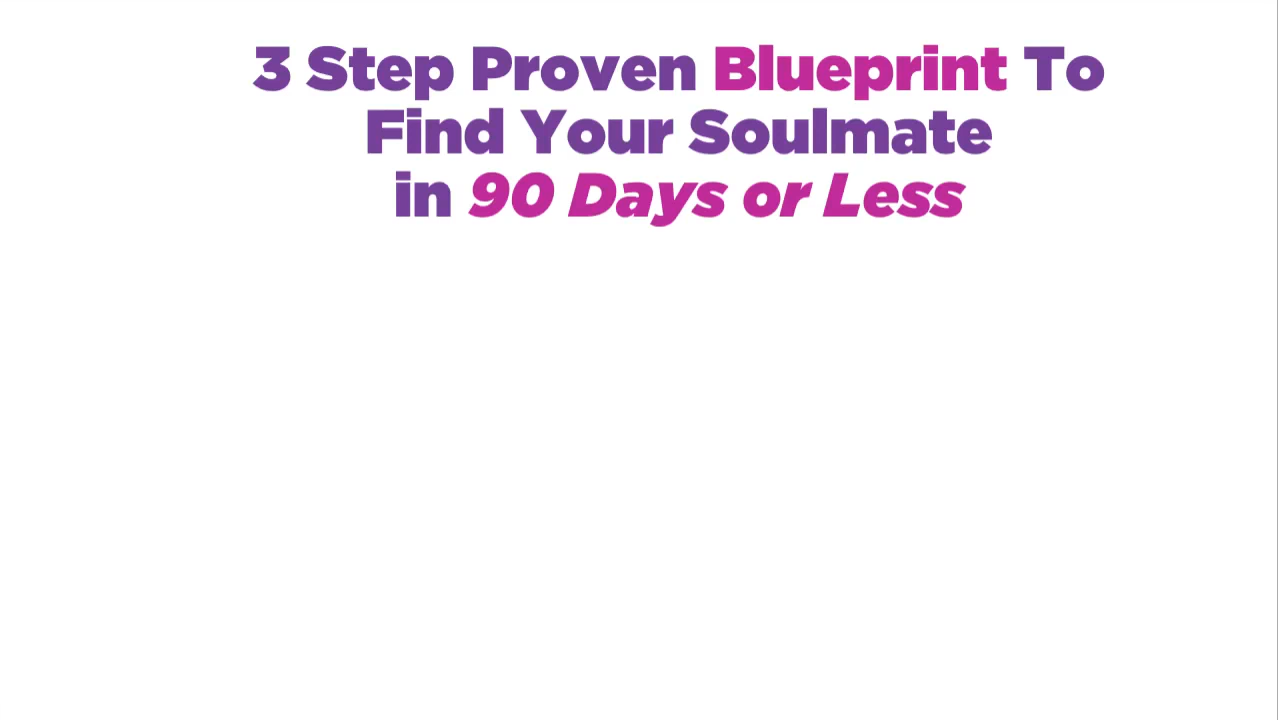 3 Step Proven Blueprint To
Find Your Soulmate
in 90 Days or Less